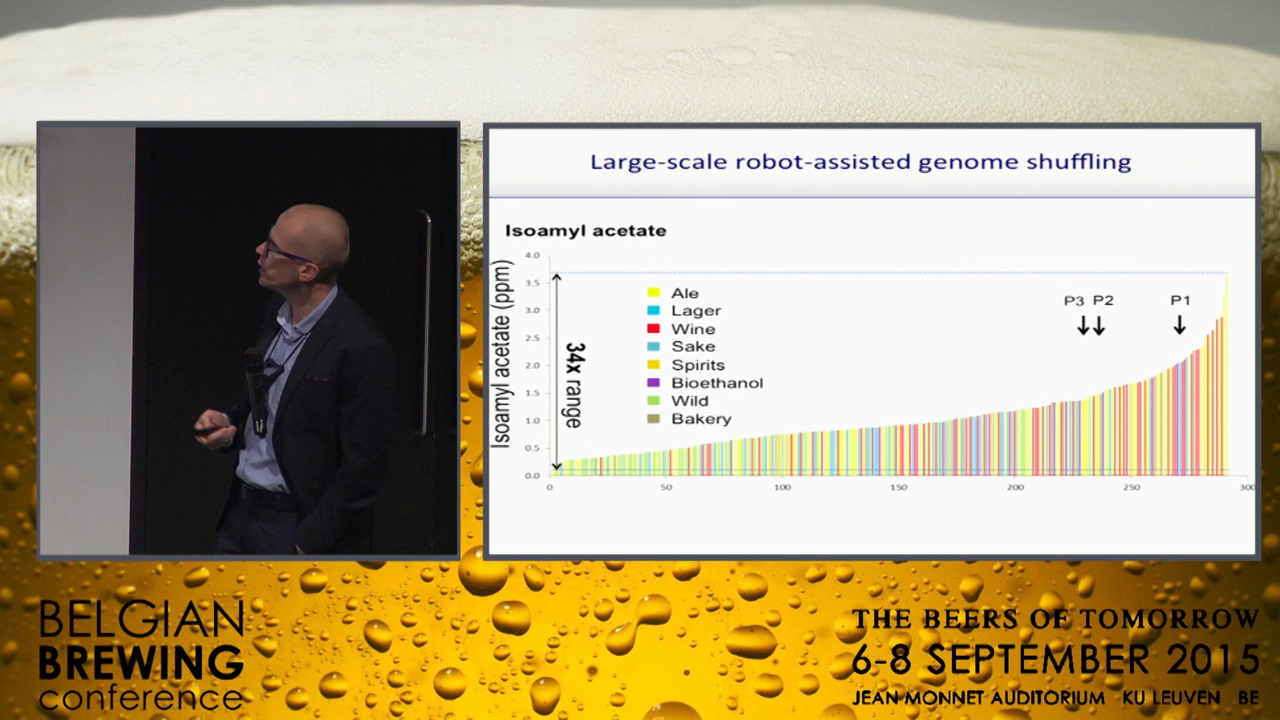 Large-scale robot-assisted genome shuffling
Isoamyl acetate
Isoamyl acetate (ppm)
4.0
3.5
3.0
2.5
2.0
1.5
1.0
0.5
0.0
34x range
Ale
Lager
Wine
Sake
Spirits
Bioethanol
Wild
Bakery
P3 P2 P1
0 50 100 150 200 250 300
BELGIAN
BREWING
conference
THE BEERS OF TOMORROW
6-8 SEPTEMBER 2015
JEAN MONNET AUDITORIUM KU LEUVEN BE